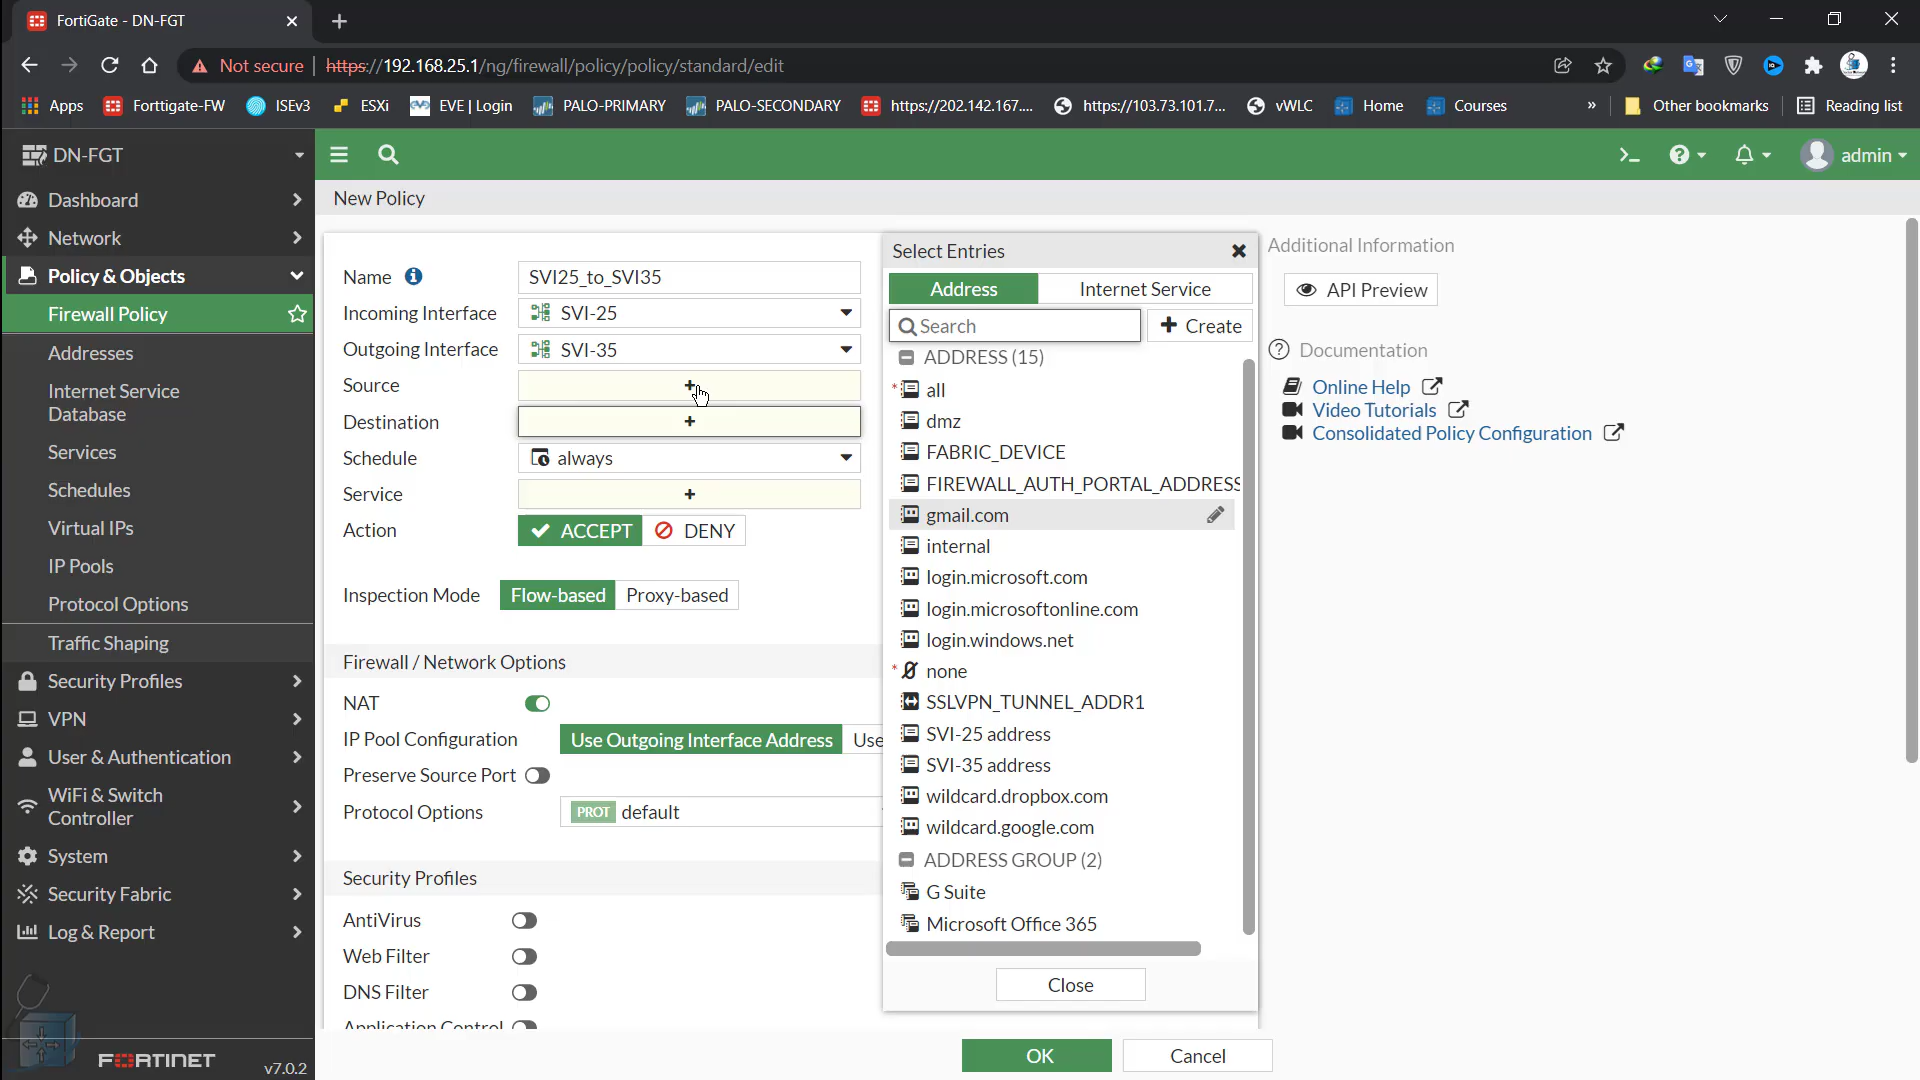 FortiGate - DN-FGT
Not secure | https://192.168.25.1/ng/firewall/policy/policy/standard/edit
Apps
Forttigate-FW
ISEv3
ESXi
EVE | Login
PALO-PRIMARY
PALO-SECONDARY
https://202.142.167....
https://103.73.101.7...
vWLC
Home
Courses
»
Other bookmarks
Reading list
DN-FGT
admin
Dashboard
Network
Policy & Objects
Firewall Policy
Addresses
Internet Service
Database
Services
Schedules
Virtual IPs
IP Pools
Protocol Options
Traffic Shaping
Security Profiles
VPN
User & Authentication
WiFi & Switch
Controller
System
Security Fabric
Log & Report
FORTINET
v7.0.2
New Policy
Name
SVI25_to_SVI35
Incoming Interface
SVI-25
Outgoing Interface
SVI-35
Source
Destination
Schedule
always
Service
Action
ACCEPT
DENY
Inspection Mode
Flow-based
Proxy-based
Firewall / Network Options
NAT
IP Pool Configuration
Use Outgoing Interface Address
Use
Preserve Source Port
Protocol Options
PROT
default
Security Profiles
AntiVirus
Web Filter
DNS Filter
Application Control
Select Entries
Address
Internet Service
Search
Create
ADDRESS (15)
all
dmz
FABRIC_DEVICE
FIREWALL_AUTH_PORTAL_ADDRESS
gmail.com
internal
login.microsoft.com
login.microsoftonline.com
login.windows.net
none
SSLVPN_TUNNEL_ADDR1
SVI-25 address
SVI-35 address
wildcard.dropbox.com
wildcard.google.com
ADDRESS GROUP (2)
G Suite
Microsoft Office 365
Close
OK
Cancel
Additional Information
API Preview
Documentation
Online Help
Video Tutorials
Consolidated Policy Configuration